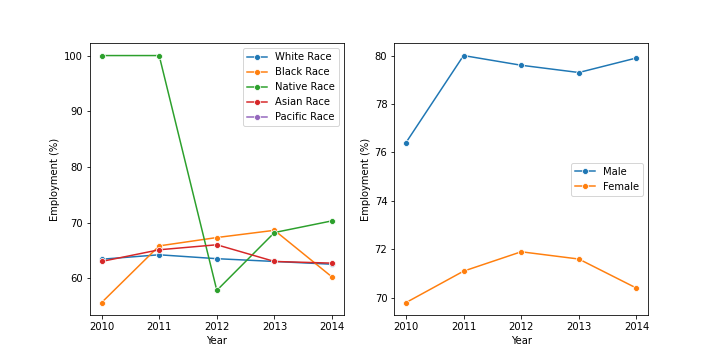 100
90
80
70
60
Employment (%)
2010 2011 2012 2013 2014
Year
White Race
Black Race
Native Race
Asian Race
Pacific Race
80
78
76
74
72
70
Employment (%)
2010 2011 2012 2013 2014
Year
Male
Female